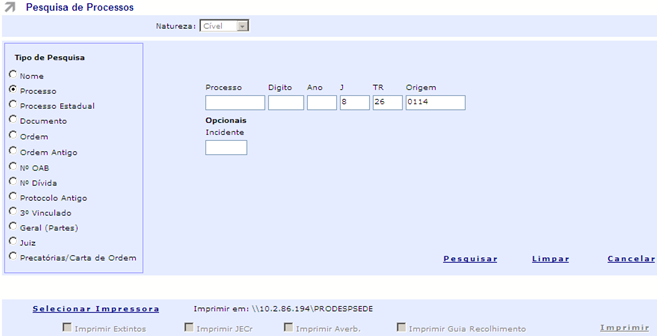 Pesquisa de Processos
Natureza: Cível
Tipo de Pesquisa
Nome
Processo
Processo Estadual
Documento
Ordem
Ordem Antigo
Nº OAB
Nº Dívida
Protocolo Antigo
3º Vinculado
Geral (Partes)
Juiz
Precatórias/Carta de Ordem
Processo Digito Ano J TR Origem
8 26 0114
Opcionais
Incidente
Pesquisar Limpar Cancelar
Selecionar Impressora Imprimir em: \\10.2.86.194\PRODESPSEDE
Imprimir Extintos Imprimir JECr Imprimir Averb. Imprimir Guia Recolhimento Imprimir